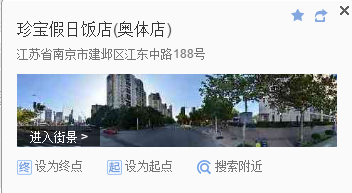 珍宝假日饭店(奥体店)
江苏省南京市建邺区江东中路188号
进入街景 >
终 设为终点 起 设为起点 搜索附近